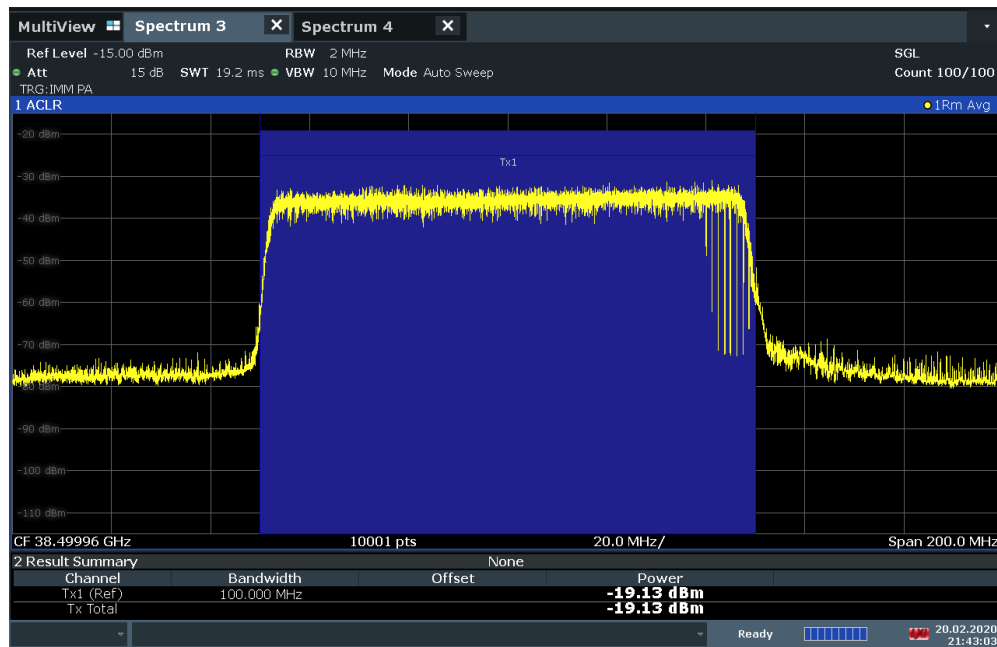 MultiView Spectrum 3 X Spectrum 4 X
Ref Level -15.00 dBm RBW 2 MHz SGL
Att 15 dB SWT 19.2 ms VBW 10 MHz Mode Auto Sweep Count 100/100
TRG:IMM PA
1 ACLR 1Rm Avg
-20 dBm
Tx1
-30 dBm
-40 dBm
-50 dBm
-60 dBm
-70 dBm
-80 dBm
-90 dBm
-100 dBm
-110 dBm
CF 38.49996 GHz 10001 pts 20.0 MHz/ Span 200.0 MHz
2 Result Summary None
Channel Bandwidth Offset Power
Tx1 (Ref) 100.000 MHz -19.13 dBm
Tx Total -19.13 dBm
Ready 20.02.2020
21:43:03